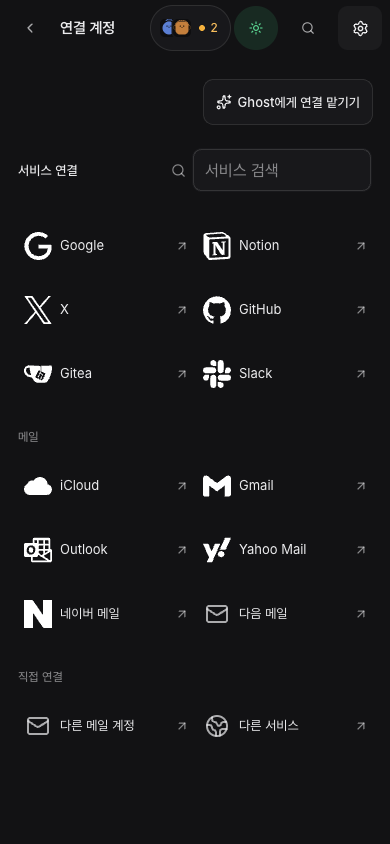 연결 계정
2
Ghost에게 연결 맡기기
서비스 연결
서비스 검색
Google
Notion
X
GitHub
Gitea
Slack
메일
iCloud
Gmail
Outlook
Yahoo Mail
네이버 메일
다음 메일
직접 연결
다른 메일 계정
다른 서비스